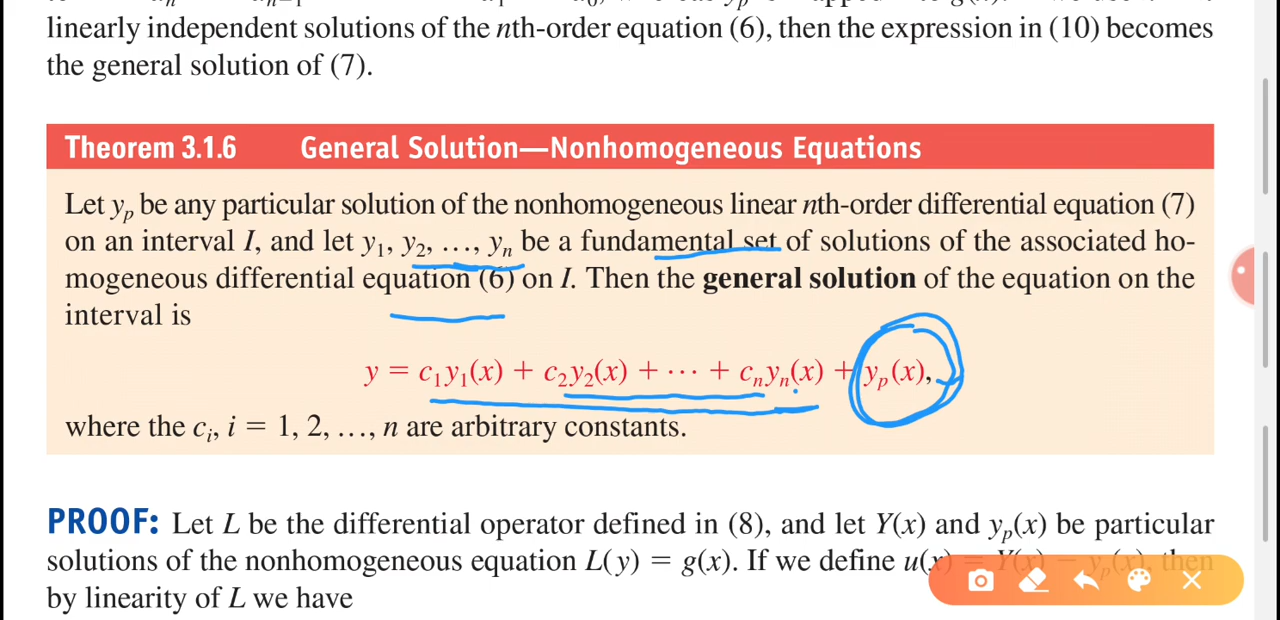 linearly independent solutions of the nth-order equation (6), then the expression in (10) becomes
the general solution of (7).
Theorem 3.1.6 General Solution—Nonhomogeneous Equations
Let yₚ be any particular solution of the nonhomogeneous linear nth-order differential equation (7)
on an interval I, and let y₁, y₂, …, yₙ be a fundamental set of solutions of the associated ho-
mogeneous differential equation (6) on I. Then the general solution of the equation on the
interval is
y = c₁y₁(x) + c₂y₂(x) + ⋯ + cₙyₙ(x) + yₚ(x),
where the cᵢ, i = 1, 2, …, n are arbitrary constants.
PROOF: Let L be the differential operator defined in (8), and let Y(x) and yₚ(x) be particular
solutions of the nonhomogeneous equation L(y) = g(x). If we define u(x) = Y(x) − yₚ(x), then
by linearity of L we have